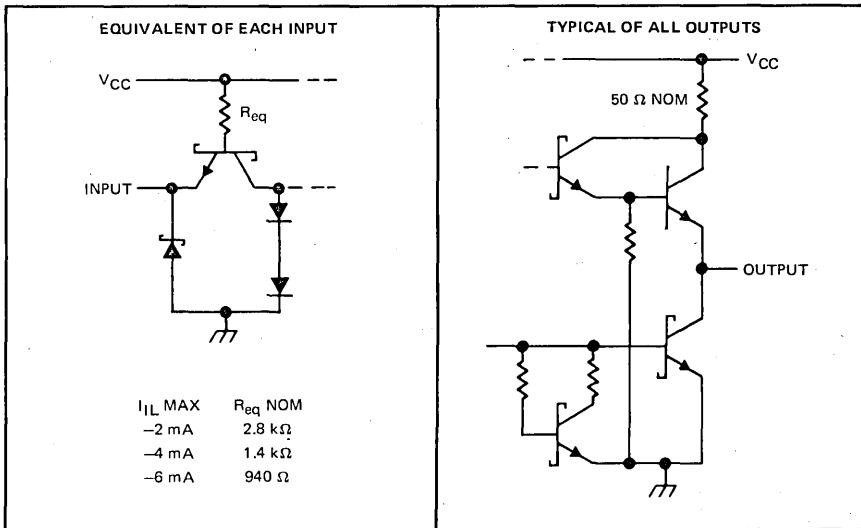 EQUIVALENT OF EACH INPUT
VCC
Req
INPUT
IIL MAX Req NOM
−2 mA 2.8 kΩ
−4 mA 1.4 kΩ
−6 mA 940 Ω
TYPICAL OF ALL OUTPUTS
VCC
50 Ω NOM
OUTPUT